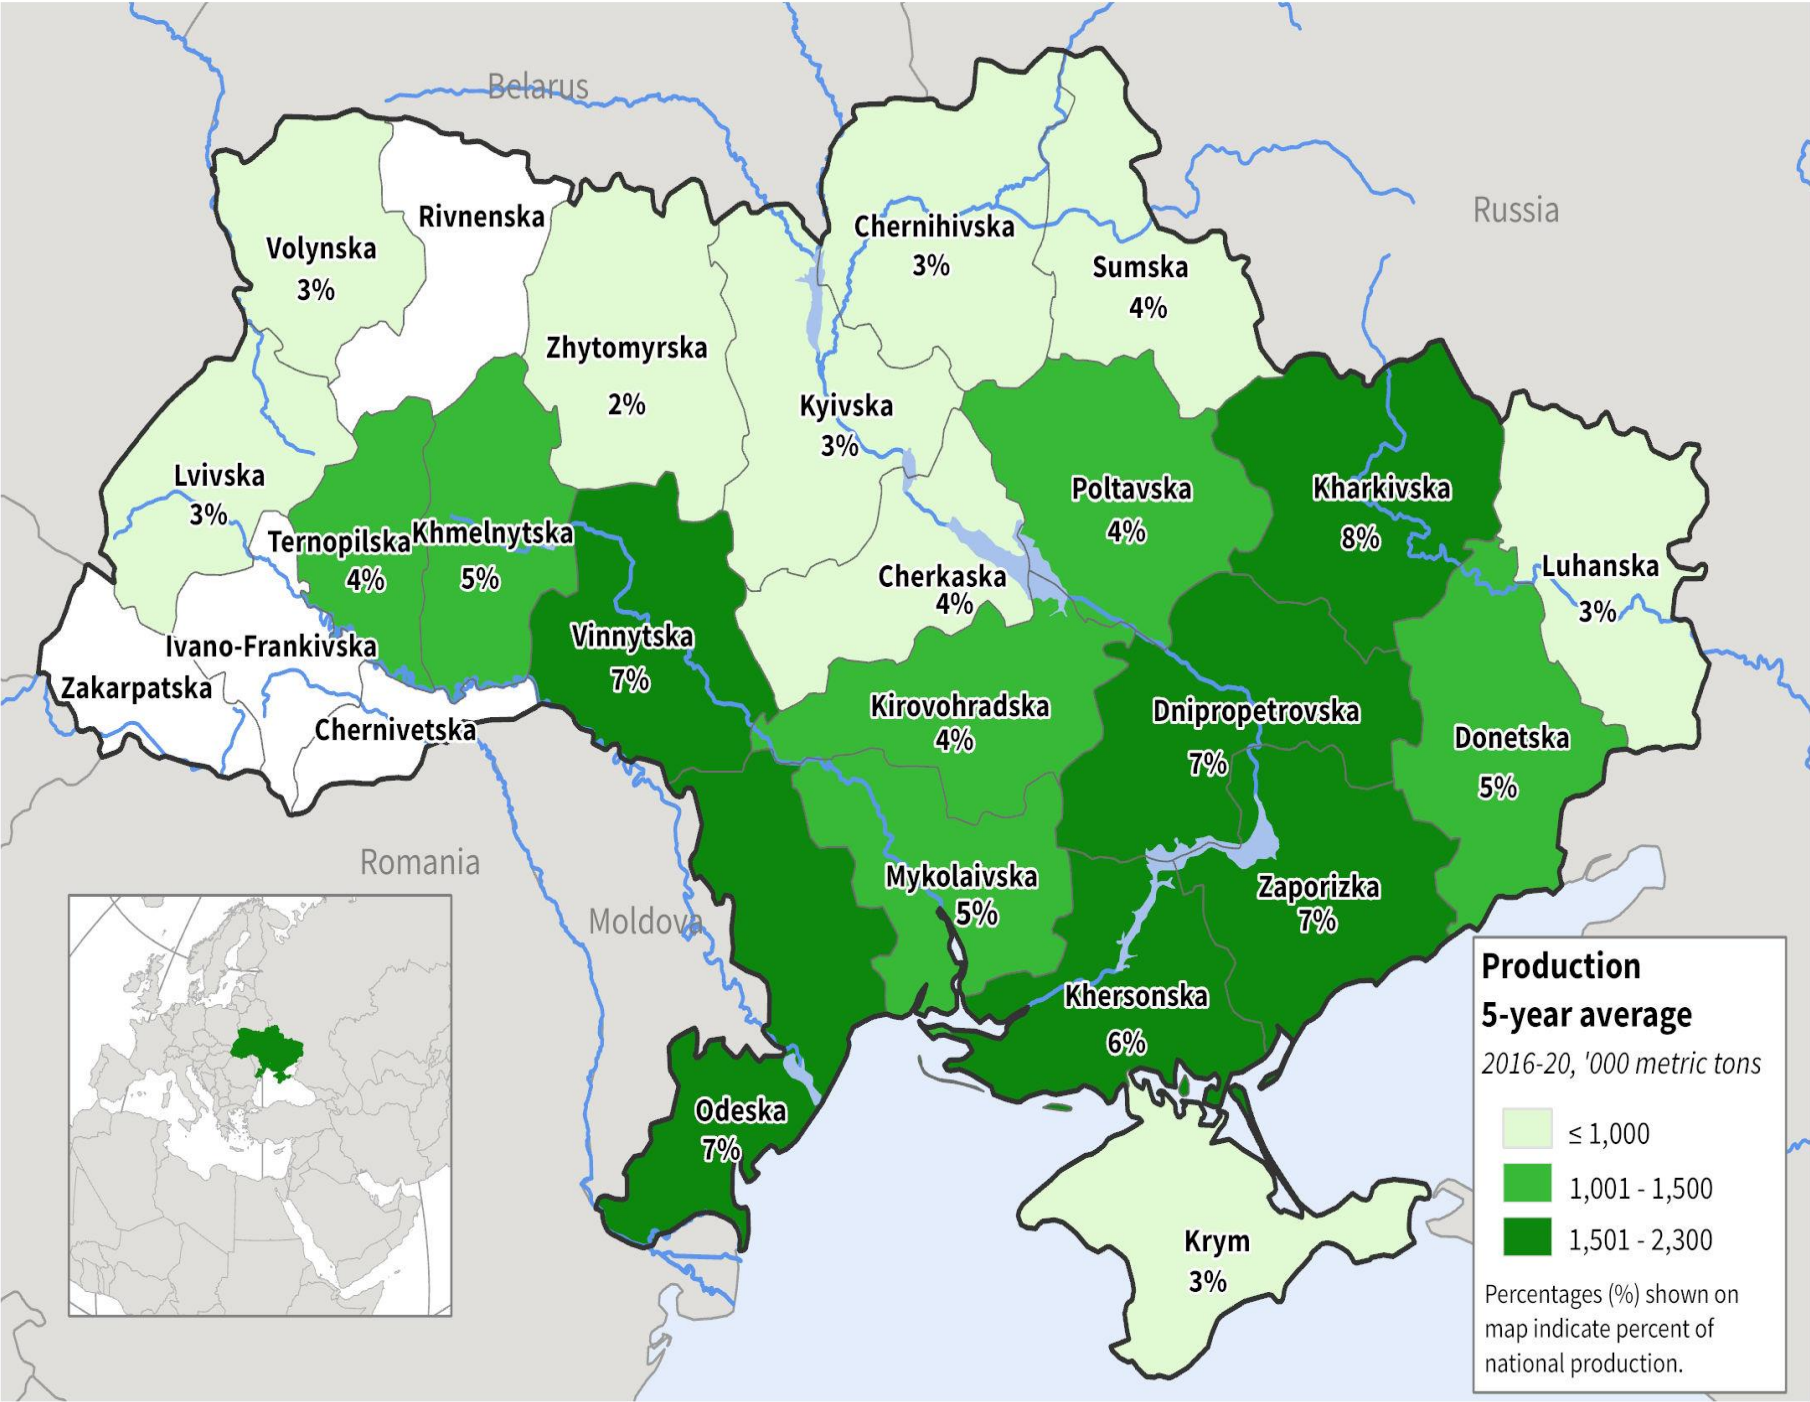 Belarus
Russia
Rivnenska
Volynska
3%
Chernihivska
3%
Sumska
4%
Zhytomyrska
2%
Kyivska
3%
Lvivska
3%
Ternopilska
4%
Khmelnytska
5%
Poltavska
4%
Kharkivska
8%
Cherkaska
4%
Luhanska
3%
Vinnytska
7%
Ivano-Frankivska
Zakarpatska
Chernivetska
Kirovohradska
4%
Dnipropetrovska
7%
Donetska
5%
Romania
Moldova
Mykolaivska
5%
Zaporizka
7%
Khersonska
6%
Odeska
7%
Krym
3%
Production
5-year average
2016-20, '000 metric tons
≤ 1,000
1,001 - 1,500
1,501 - 2,300
Percentages (%) shown on
map indicate percent of
national production.